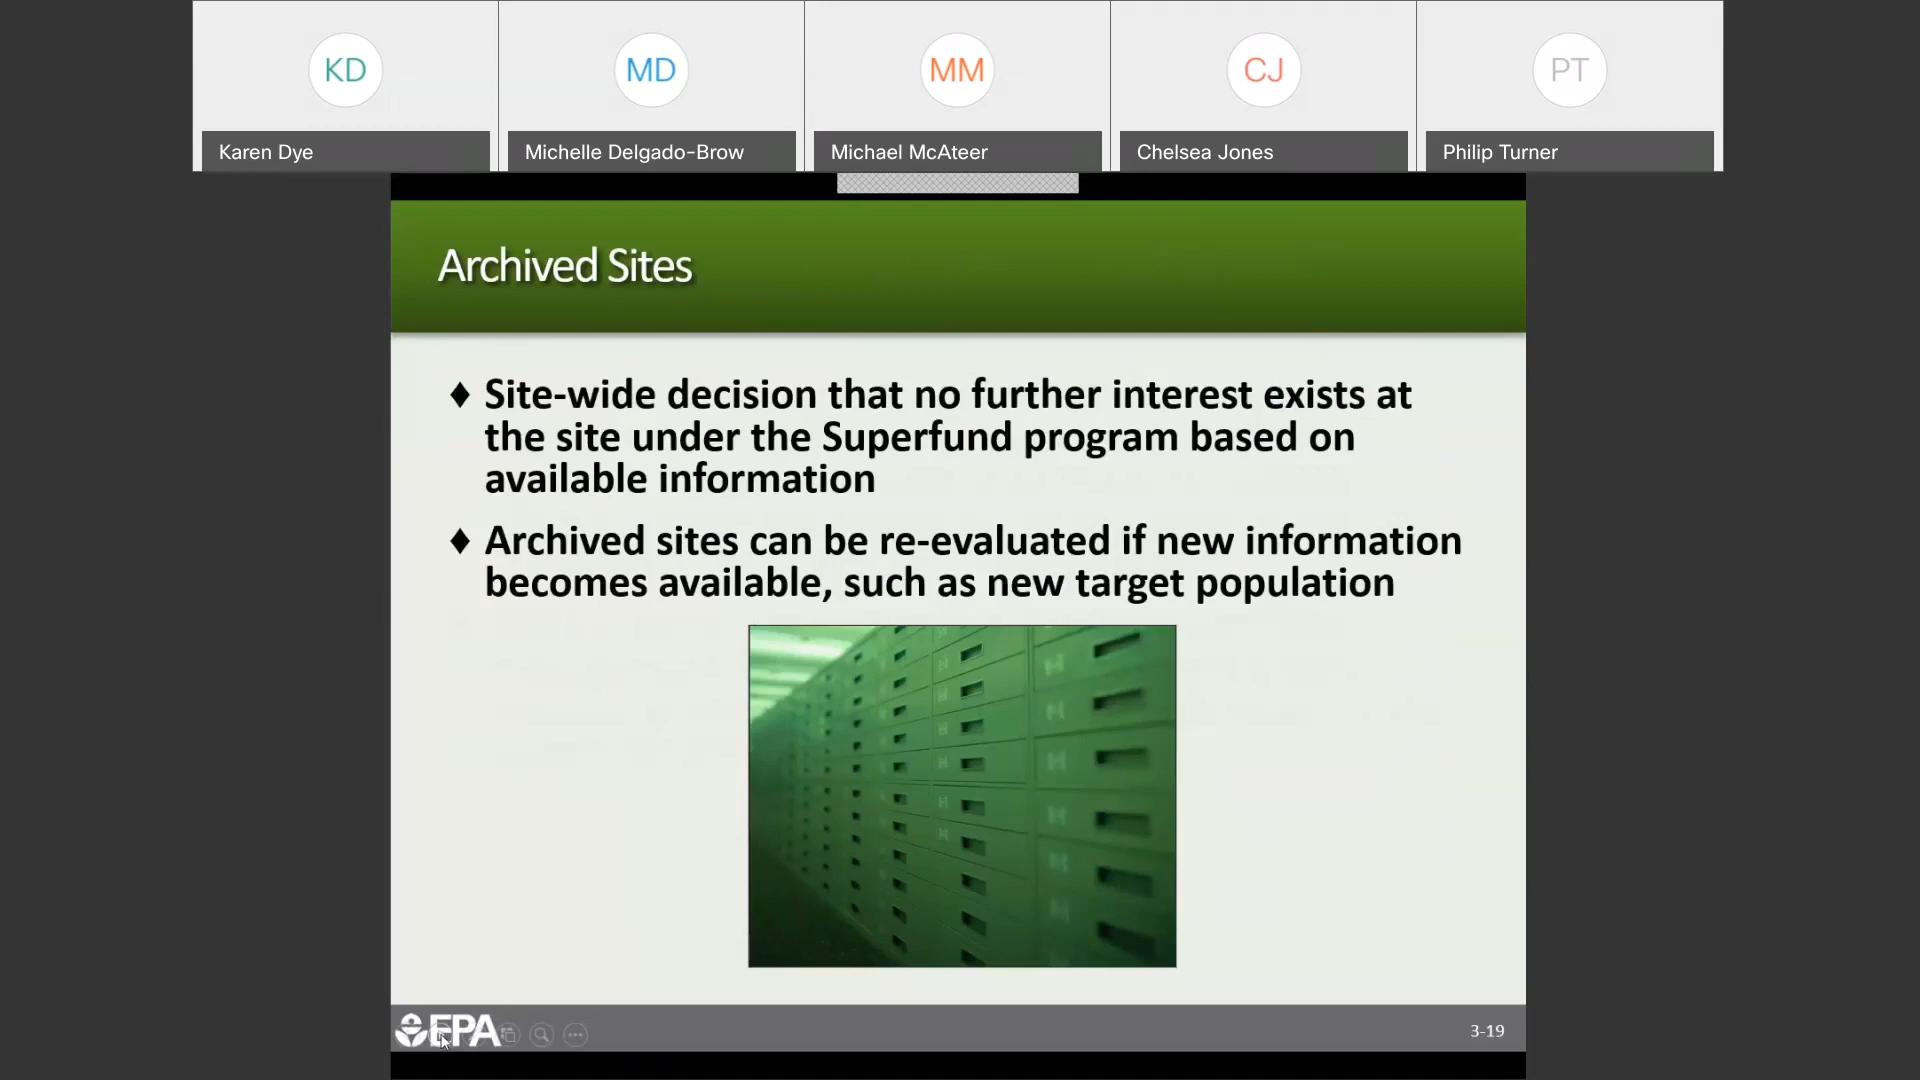 KD
MD
MM
CJ
PT
Karen Dye
Michelle Delgado-Brow
Michael McAteer
Chelsea Jones
Philip Turner
Archived Sites
♦ Site-wide decision that no further interest exists at
the site under the Superfund program based on
available information
♦ Archived sites can be re-evaluated if new information
becomes available, such as new target population
EPA
3-19